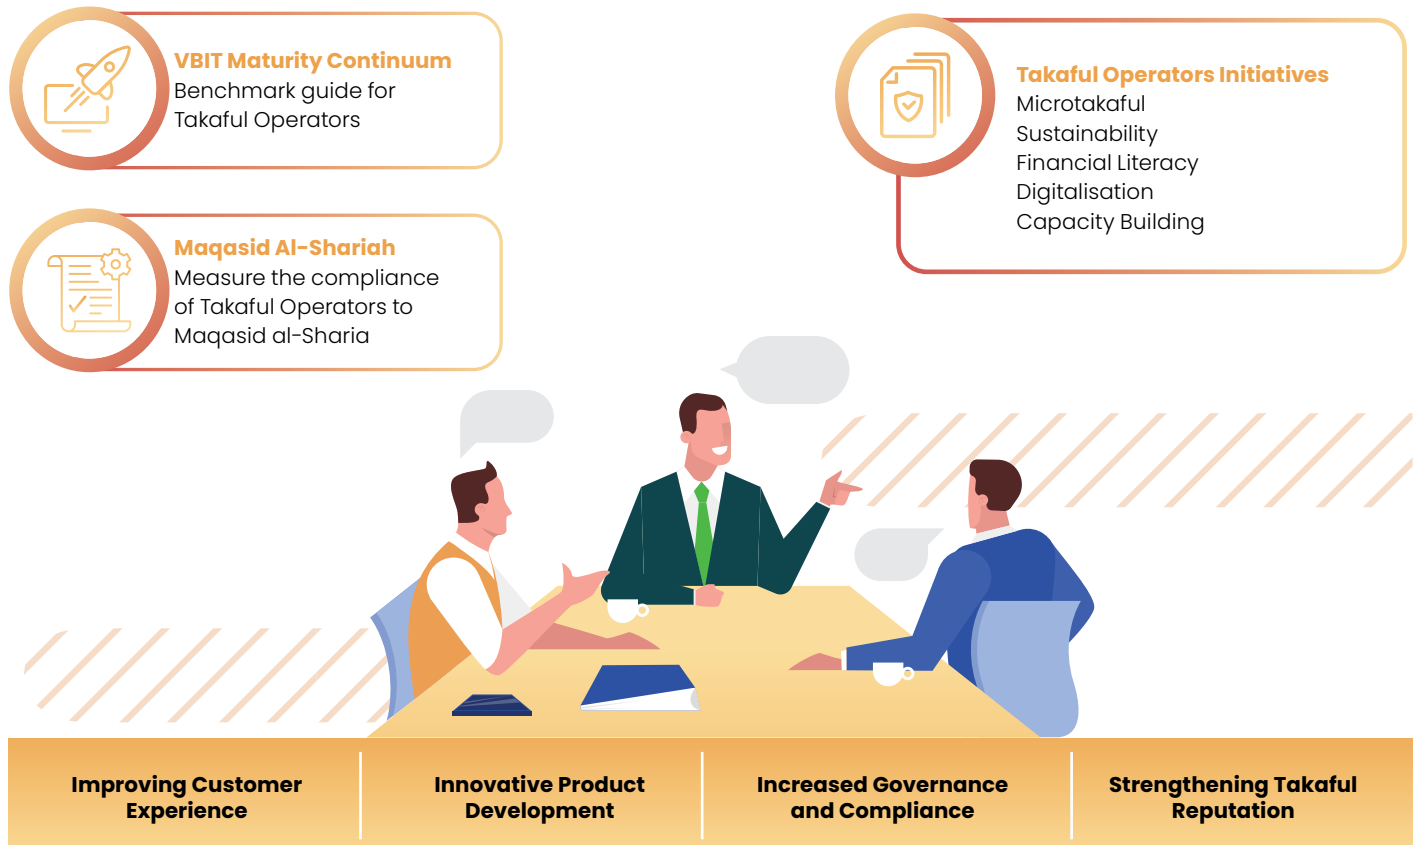 VBIT Maturity Continuum
Benchmark guide for
Takaful Operators
Maqasid Al-Shariah
Measure the compliance
of Takaful Operators to
Maqasid al-Sharia
Takaful Operators Initiatives
Microtakaful
Sustainability
Financial Literacy
Digitalisation
Capacity Building
Improving Customer
Experience
Innovative Product
Development
Increased Governance
and Compliance
Strengthening Takaful
Reputation